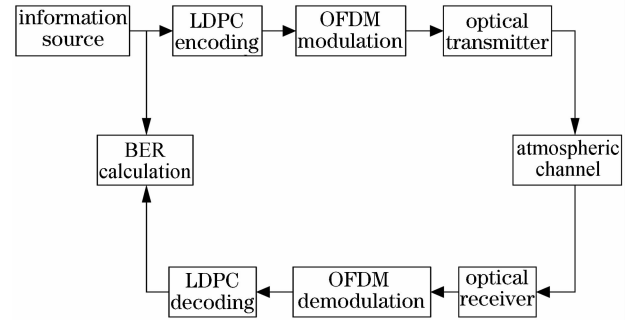 information
source
LDPC
encoding
OFDM
modulation
optical
transmitter
BER
calculation
atmospheric
channel
LDPC
decoding
OFDM
demodulation
optical
receiver